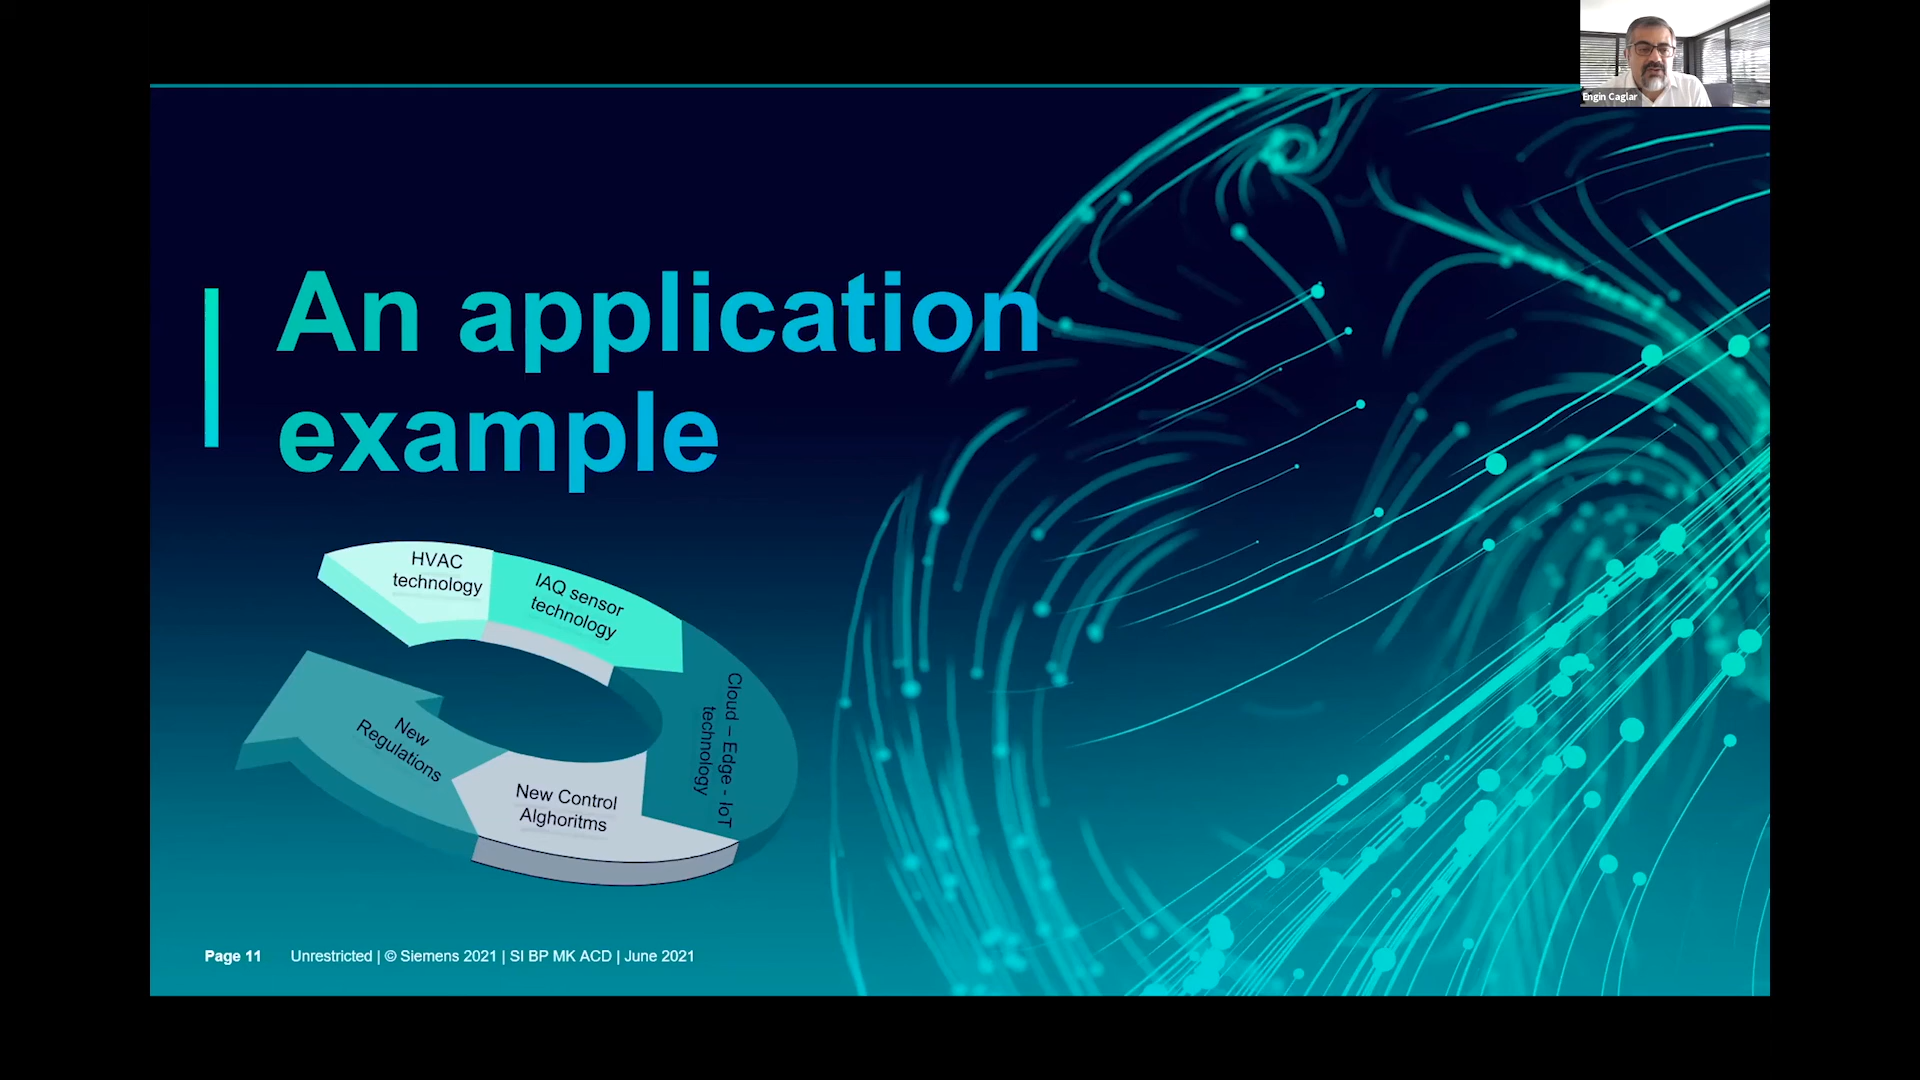 Engin Caglar
An application
example
HVAC
technology
IAQ sensor
technology
Cloud – Edge - IoT
technology
New Control
Alghoritms
New
Regulations
Page 11 Unrestricted | © Siemens 2021 | SI BP MK ACD | June 2021